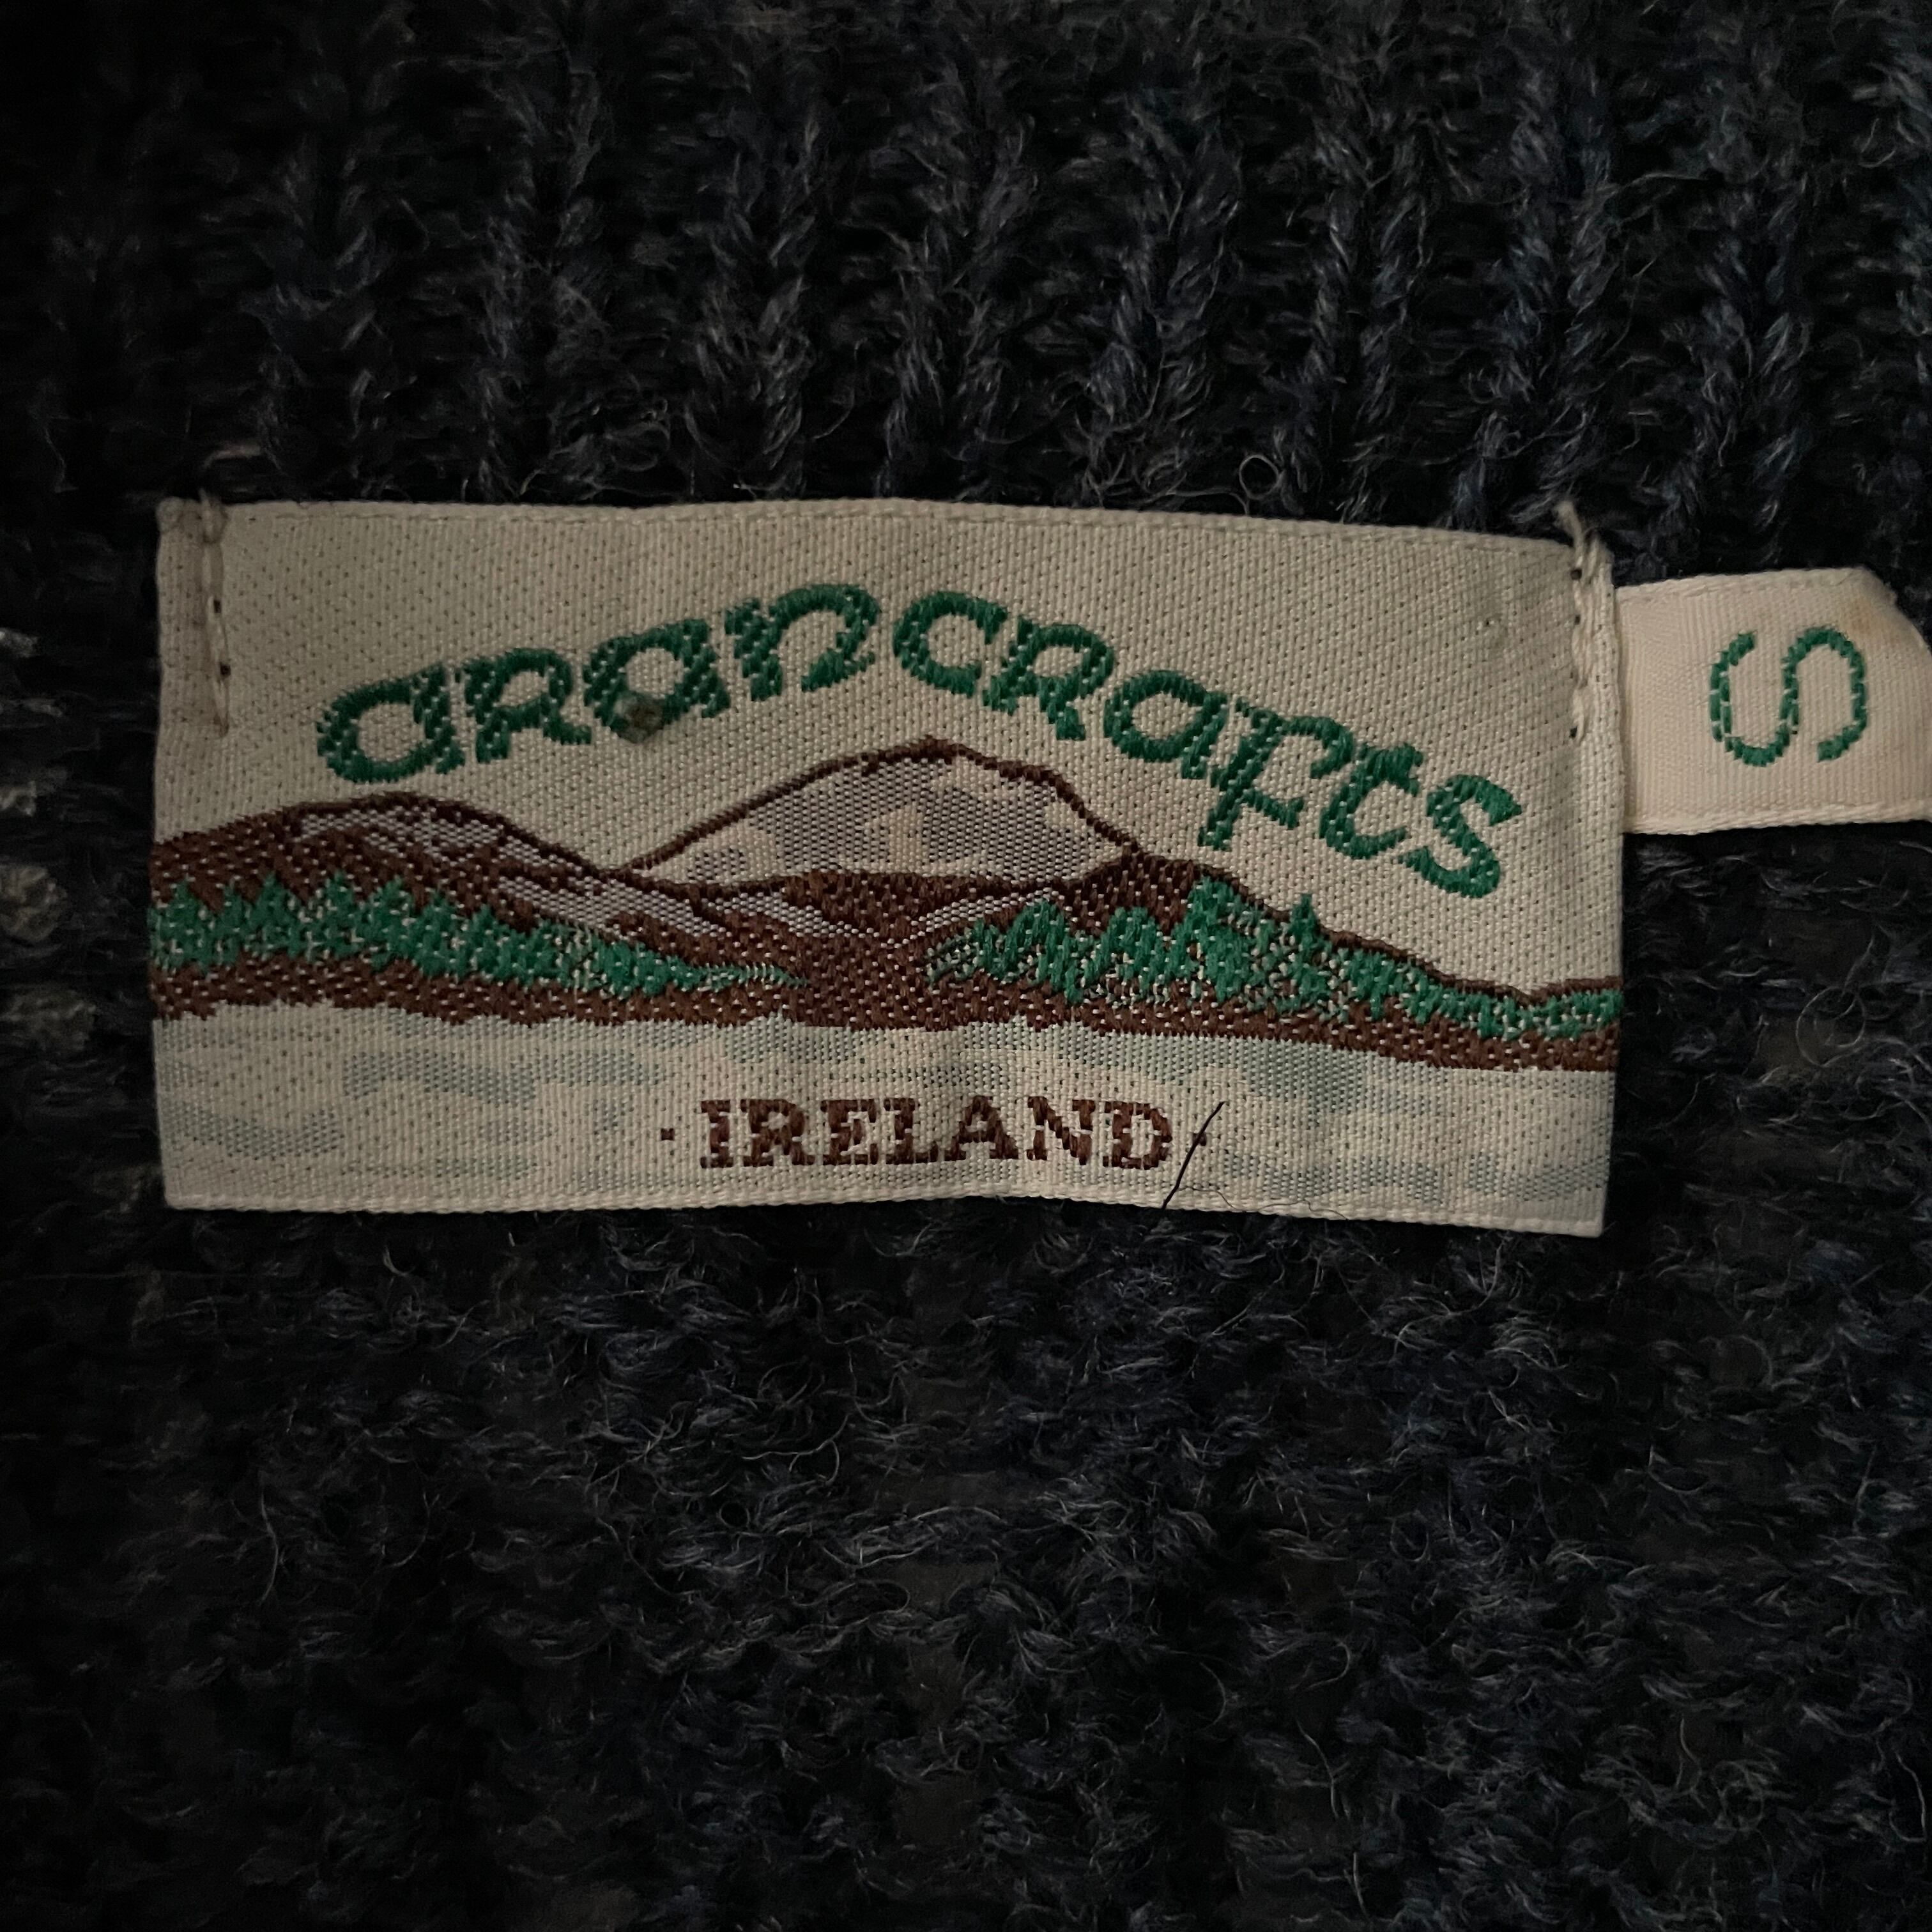 arancrafts
S
· IRELAND ·